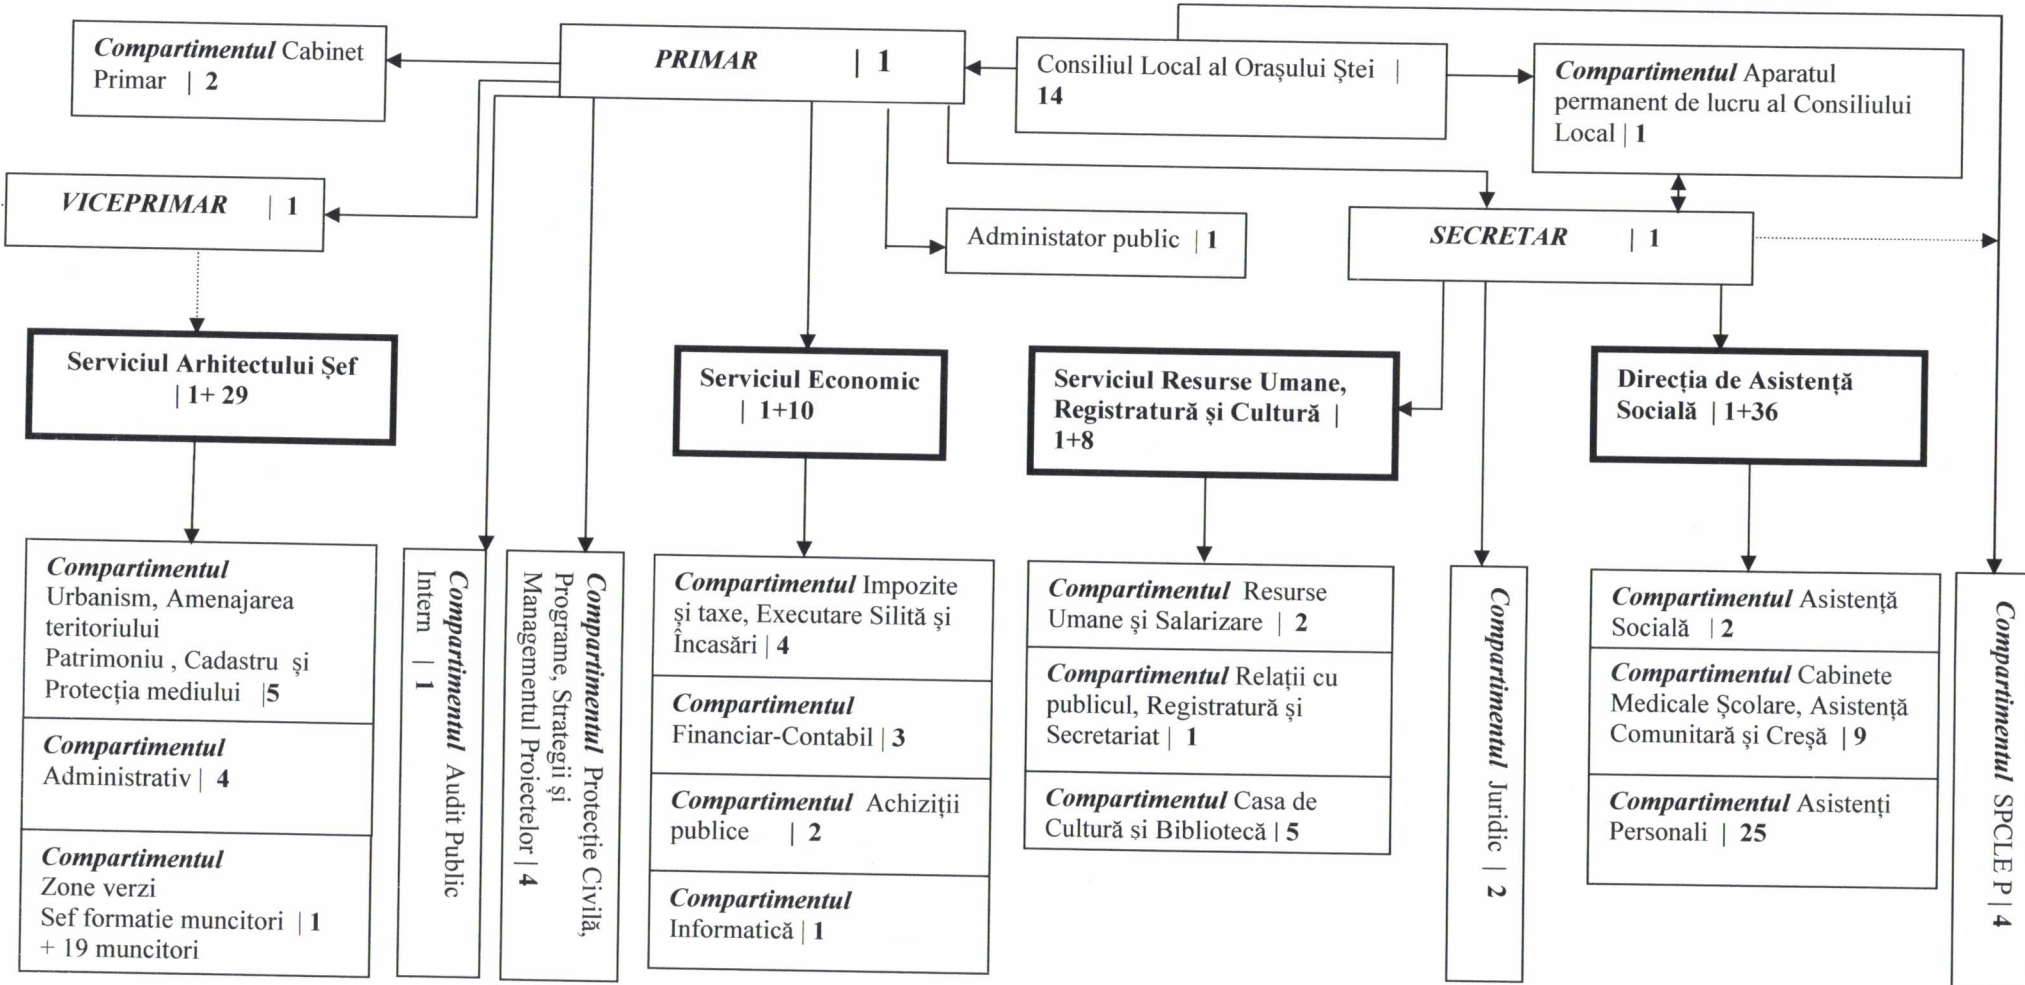 Compartimentul Cabinet
Primar | 2
PRIMAR | 1
Consiliul Local al Orașului Ștei |
14
Compartimentul Aparatul
permanent de lucru al Consiliului
Local | 1
VICEPRIMAR | 1
Administator public | 1
SECRETAR | 1
Serviciul Arhitectului Șef
| 1+ 29
Serviciul Economic
| 1+10
Serviciul Resurse Umane,
Registratură și Cultură |
1+8
Direcția de Asistență
Socială | 1+36
Compartimentul
Urbanism, Amenajarea
teritoriului
Patrimoniu , Cadastru și
Protecția mediului |5
Compartimentul
Administrativ | 4
Compartimentul
Zone verzi
Sef formatie muncitori | 1
+ 19 muncitori
Compartimentul Audit Public
Intern | 1
Compartimentul Protecție Civilă,
Programe, Strategii și
Managementul Proiectelor | 4
Compartimentul Impozite
și taxe, Executare Silită și
Încasări | 4
Compartimentul
Financiar-Contabil | 3
Compartimentul Achiziții
publice | 2
Compartimentul
Informatică | 1
Compartimentul Resurse
Umane și Salarizare | 2
Compartimentul Relații cu
publicul, Registratură și
Secretariat | 1
Compartimentul Casa de
Cultură si Bibliotecă | 5
Compartimentul Juridic | 2
Compartimentul Asistență
Socială | 2
Compartimentul Cabinete
Medicale Școlare, Asistență
Comunitară și Creșă | 9
Compartimentul Asistenți
Personali | 25
Compartimentul SPCLE P | 4